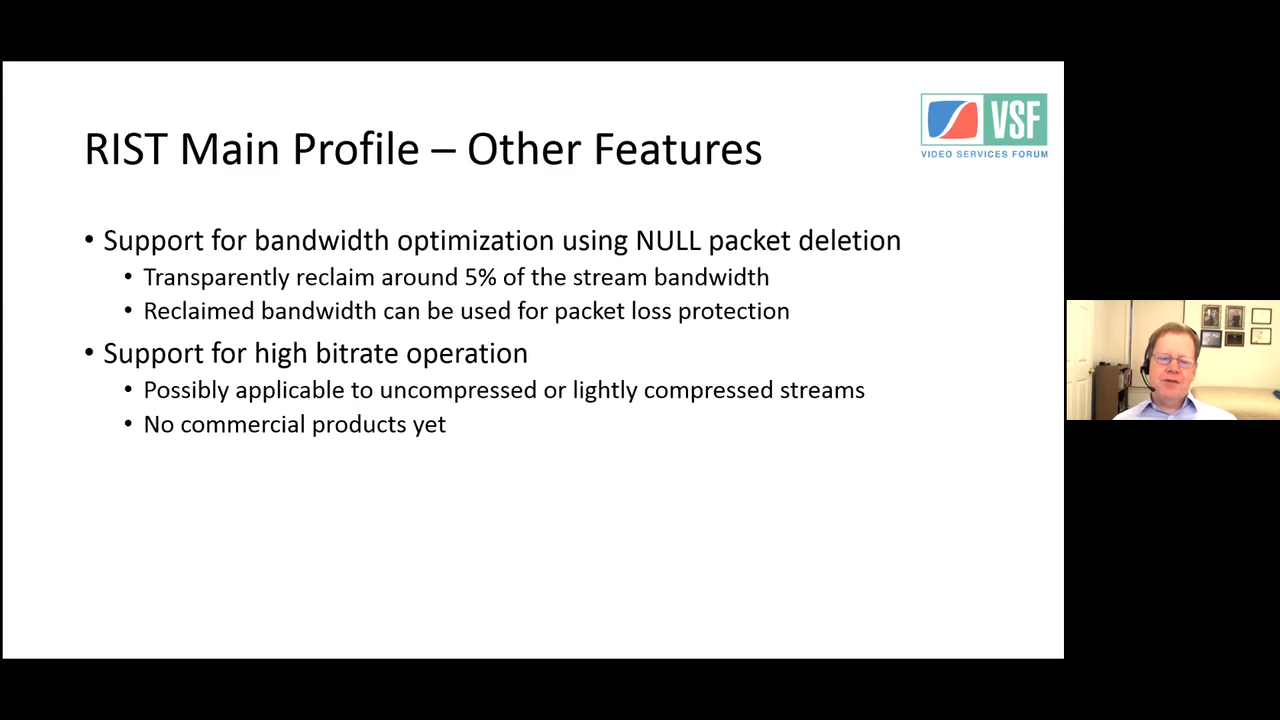 VSF
VIDEO SERVICES FORUM
RIST Main Profile – Other Features
• Support for bandwidth optimization using NULL packet deletion
• Transparently reclaim around 5% of the stream bandwidth
• Reclaimed bandwidth can be used for packet loss protection
• Support for high bitrate operation
• Possibly applicable to uncompressed or lightly compressed streams
• No commercial products yet